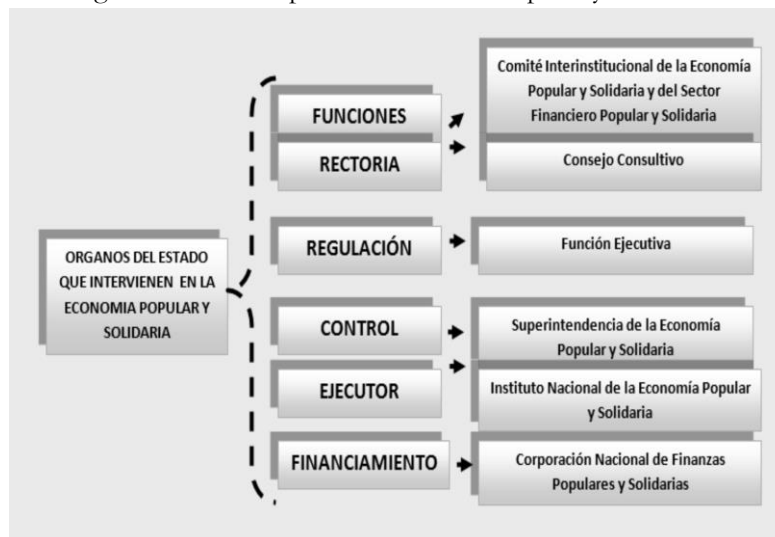 ORGANOS DEL ESTADO
QUE INTERVIENEN EN LA
ECONOMIA POPULAR Y
SOLIDARIA
FUNCIONES
RECTORIA
Comité Interinstitucional de la Economía
Popular y Solidaria y del Sector
Financiero Popular y Solidaria
Consejo Consultivo
REGULACIÓN
Función Ejecutiva
CONTROL
Superintendencia de la Economía
Popular y Solidaria
EJECUTOR
Instituto Nacional de la Economía Popular
y Solidaria
FINANCIAMIENTO
Corporación Nacional de Finanzas
Populares y Solidarias